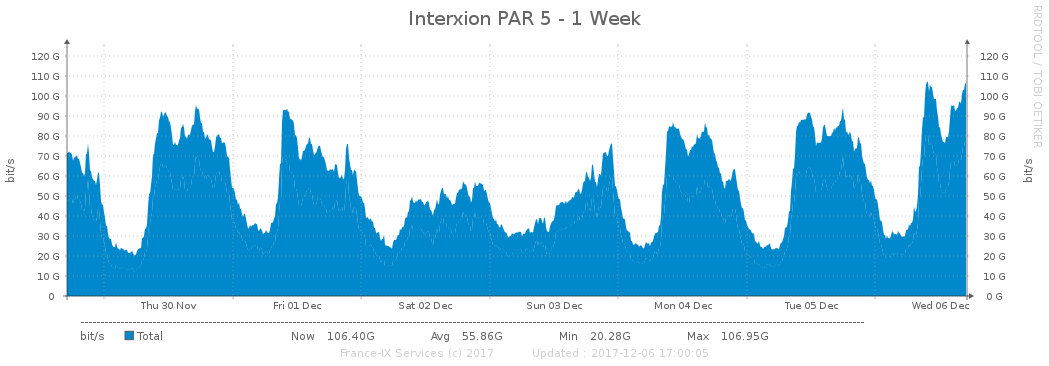 Interxion PAR 5 - 1 Week
RRDTOOL / TOBI OETIKER
bit/s
120 G 120 G
110 G 110 G
100 G 100 G
90 G 90 G
80 G 80 G
70 G 70 G
60 G 60 G
50 G 50 G
40 G 40 G
30 G 30 G
20 G 20 G
10 G 10 G
0 0 G
bit/s
Thu 30 Nov Fri 01 Dec Sat 02 Dec Sun 03 Dec Mon 04 Dec Tue 05 Dec Wed 06 Dec
bit/s Total Now 106.40G Avg 55.86G Min 20.28G Max 106.95G
France-IX Services (c) 2017 Updated : 2017-12-06 17:00:05